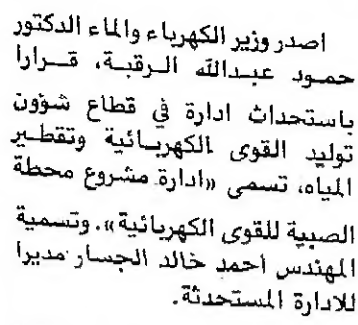 اصدر وزير الكهرباء والماء الدكتور
حمود عبدالله الرقبة، قرارا
باستحداث ادارة في قطاع شؤون
توليد القوى الكهربائية وتقطير
المياه، تسمى «ادارة مشروع محطة
الصبية للقوى الكهربائية». وتسمية
المهندس احمد خالد الجسار مديرا
للادارة المستحدثة.